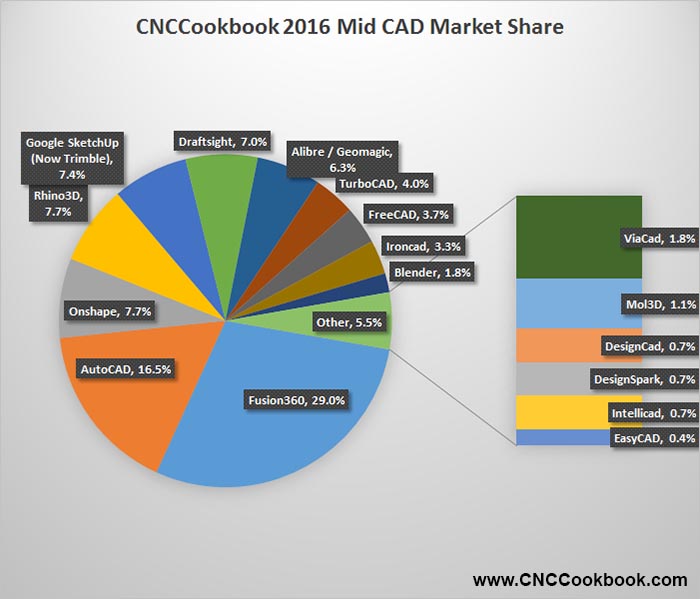 CNCCookbook 2016 Mid CAD Market Share
Draftsight, 7.0%
Google SketchUp
(Now Trimble),
7.4%
Alibre / Geomagic,
6.3%
TurboCAD, 4.0%
Rhino3D,
7.7%
FreeCAD, 3.7%
Ironcad, 3.3%
Blender, 1.8%
Onshape, 7.7%
Other, 5.5%
AutoCAD, 16.5%
Fusion360, 29.0%
ViaCad, 1.8%
MoI3D, 1.1%
DesignCad, 0.7%
DesignSpark, 0.7%
Intellicad, 0.7%
EasyCAD, 0.4%
www.CNCCookbook.com